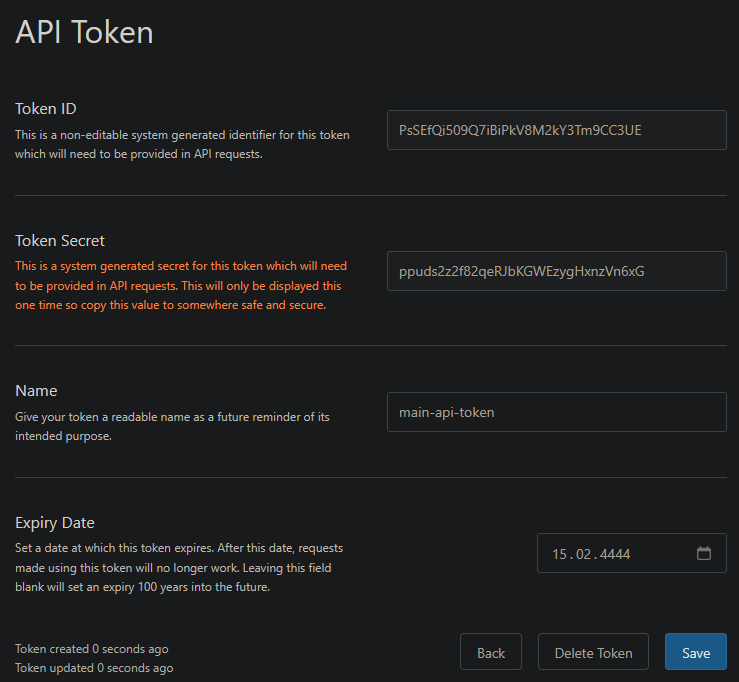 API Token
Token ID
This is a non-editable system generated identifier for this token
which will need to be provided in API requests.
PsSEfQi509Q7iBiPkV8M2kY3Tm9CC3UE
Token Secret
This is a system generated secret for this token which will need
to be provided in API requests. This will only be displayed this
one time so copy this value to somewhere safe and secure.
ppuds2z2f82qeRJbKGWEzygHxnzVn6xG
Name
Give your token a readable name as a future reminder of its
intended purpose.
main-api-token
Expiry Date
Set a date at which this token expires. After this date, requests
made using this token will no longer work. Leaving this field
blank will set an expiry 100 years into the future.
15.02.4444
Token created 0 seconds ago
Token updated 0 seconds ago
Back
Delete Token
Save